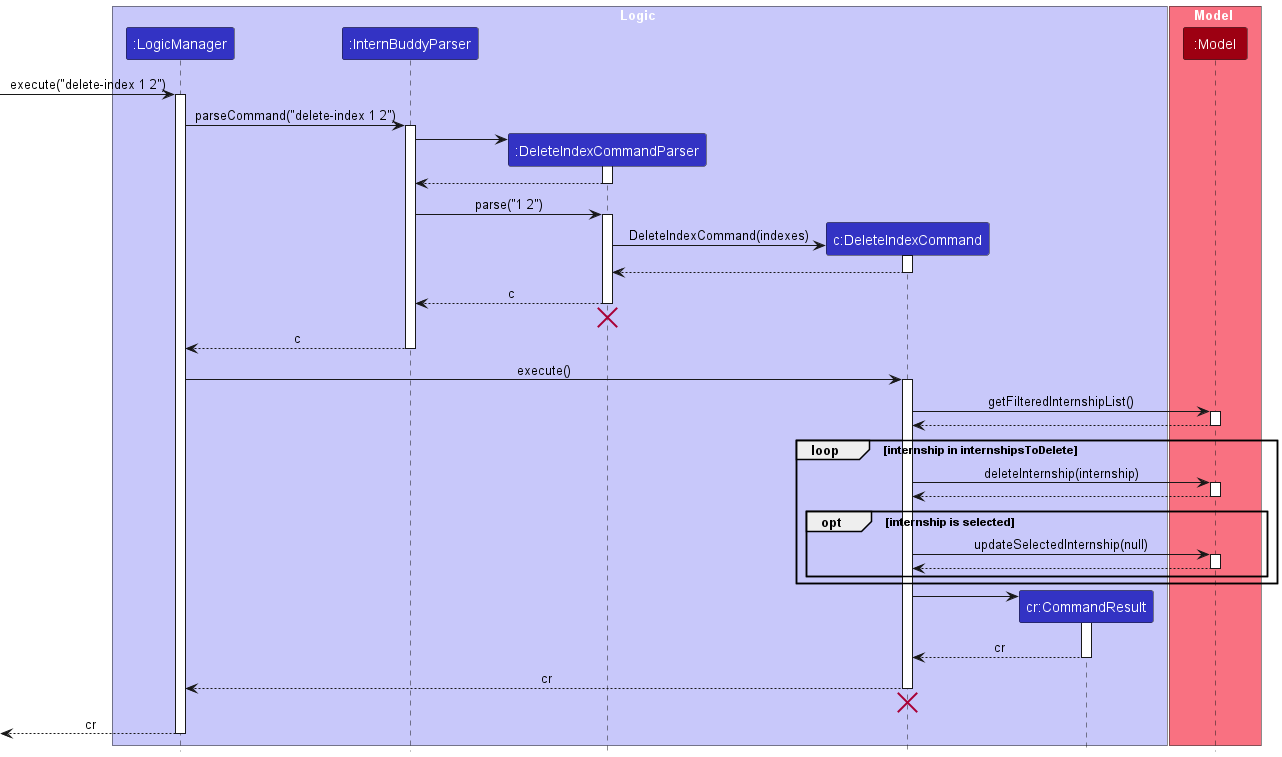 Logic
Model
:LogicManager
:InternBuddyParser
:Model
execute("delete-index 1 2")
parseCommand("delete-index 1 2")
:DeleteIndexCommandParser
parse("1 2")
DeleteIndexCommand(indexes)
c:DeleteIndexCommand
c
c
execute()
getFilteredInternshipList()
loop [internship in internshipsToDelete]
deleteInternship(internship)
opt [internship is selected]
updateSelectedInternship(null)
cr:CommandResult
cr
cr
cr